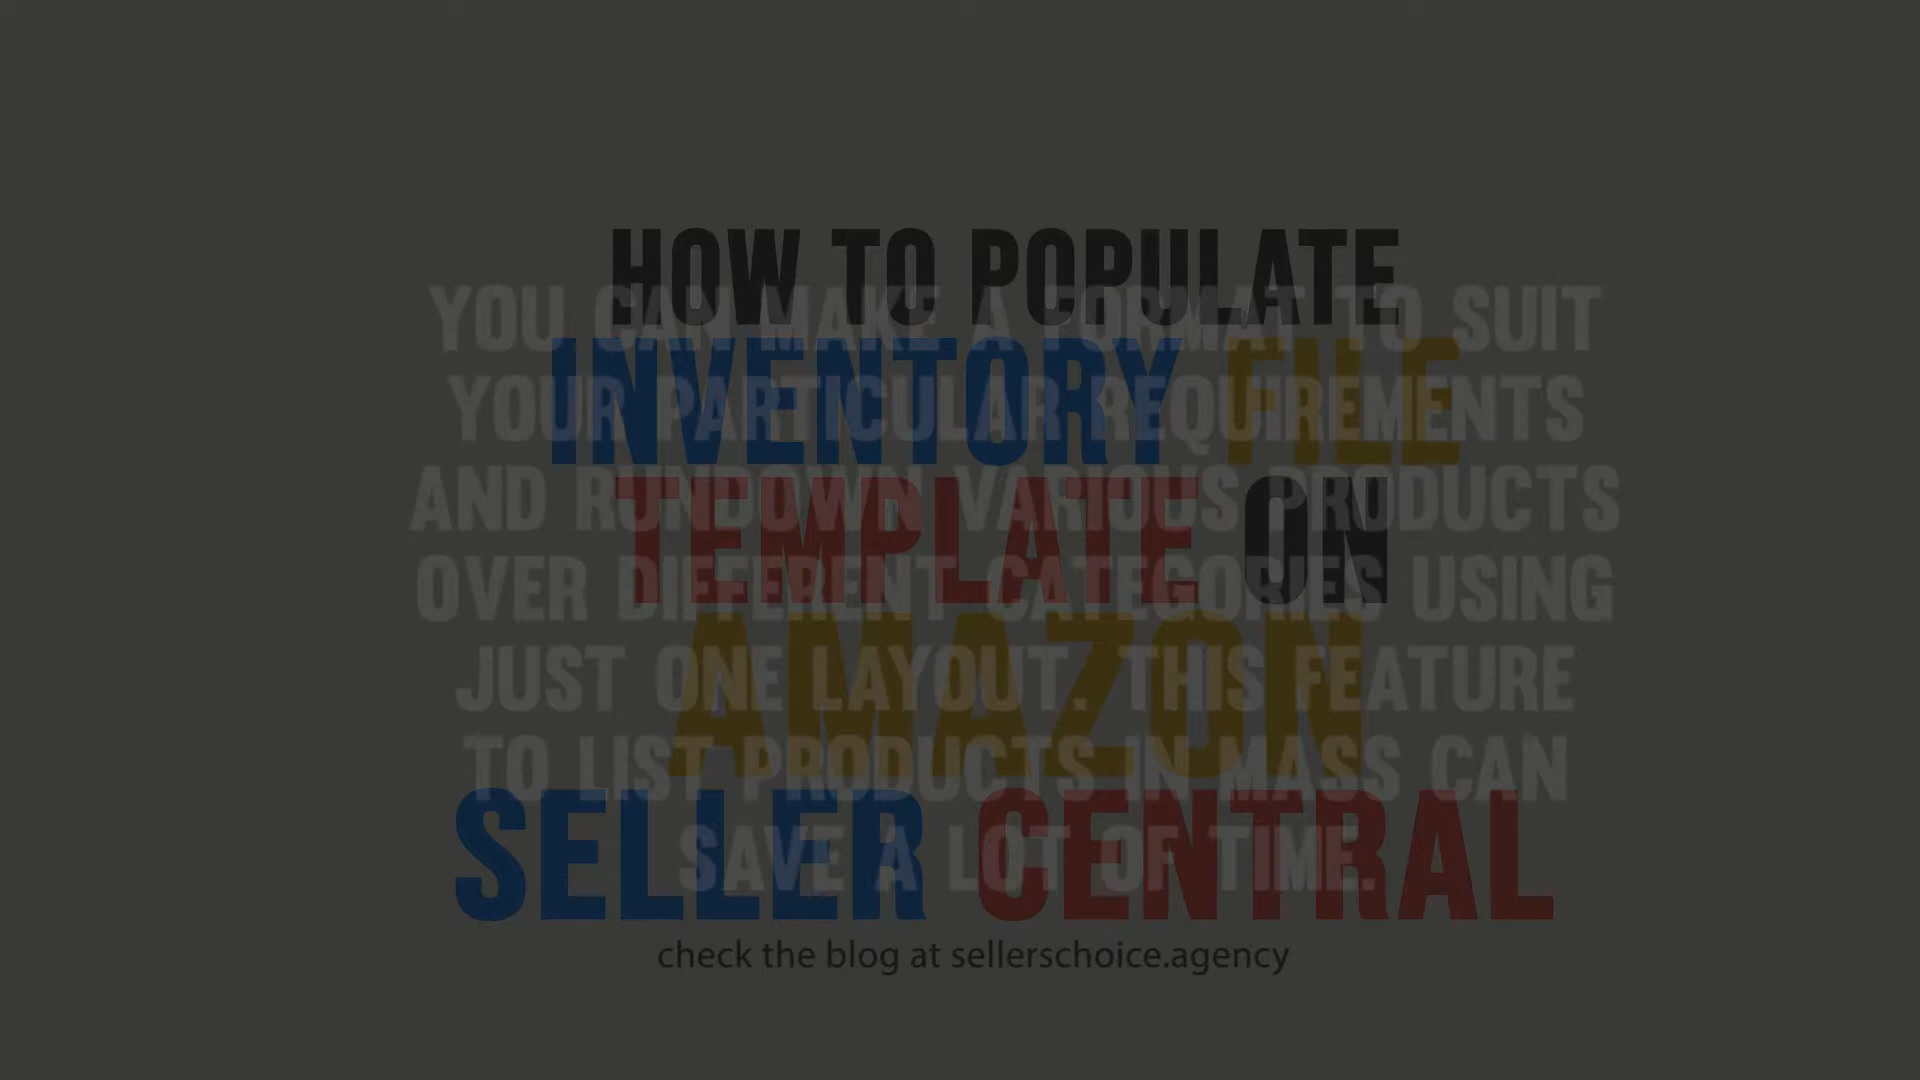 HOW TO POPULATE
INVENTORY FILE
TEMPLATE ON
AMAZON
SELLER CENTRAL
check the blog at sellerschoice.agency
YOU CAN MAKE A FORMAT TO SUIT
YOUR PARTICULAR REQUIREMENTS
AND RUNDOWN VARIOUS PRODUCTS
OVER DIFFERENT CATEGORIES USING
JUST ONE LAYOUT. THIS FEATURE
TO LIST PRODUCTS IN MASS CAN
SAVE A LOT OF TIME.